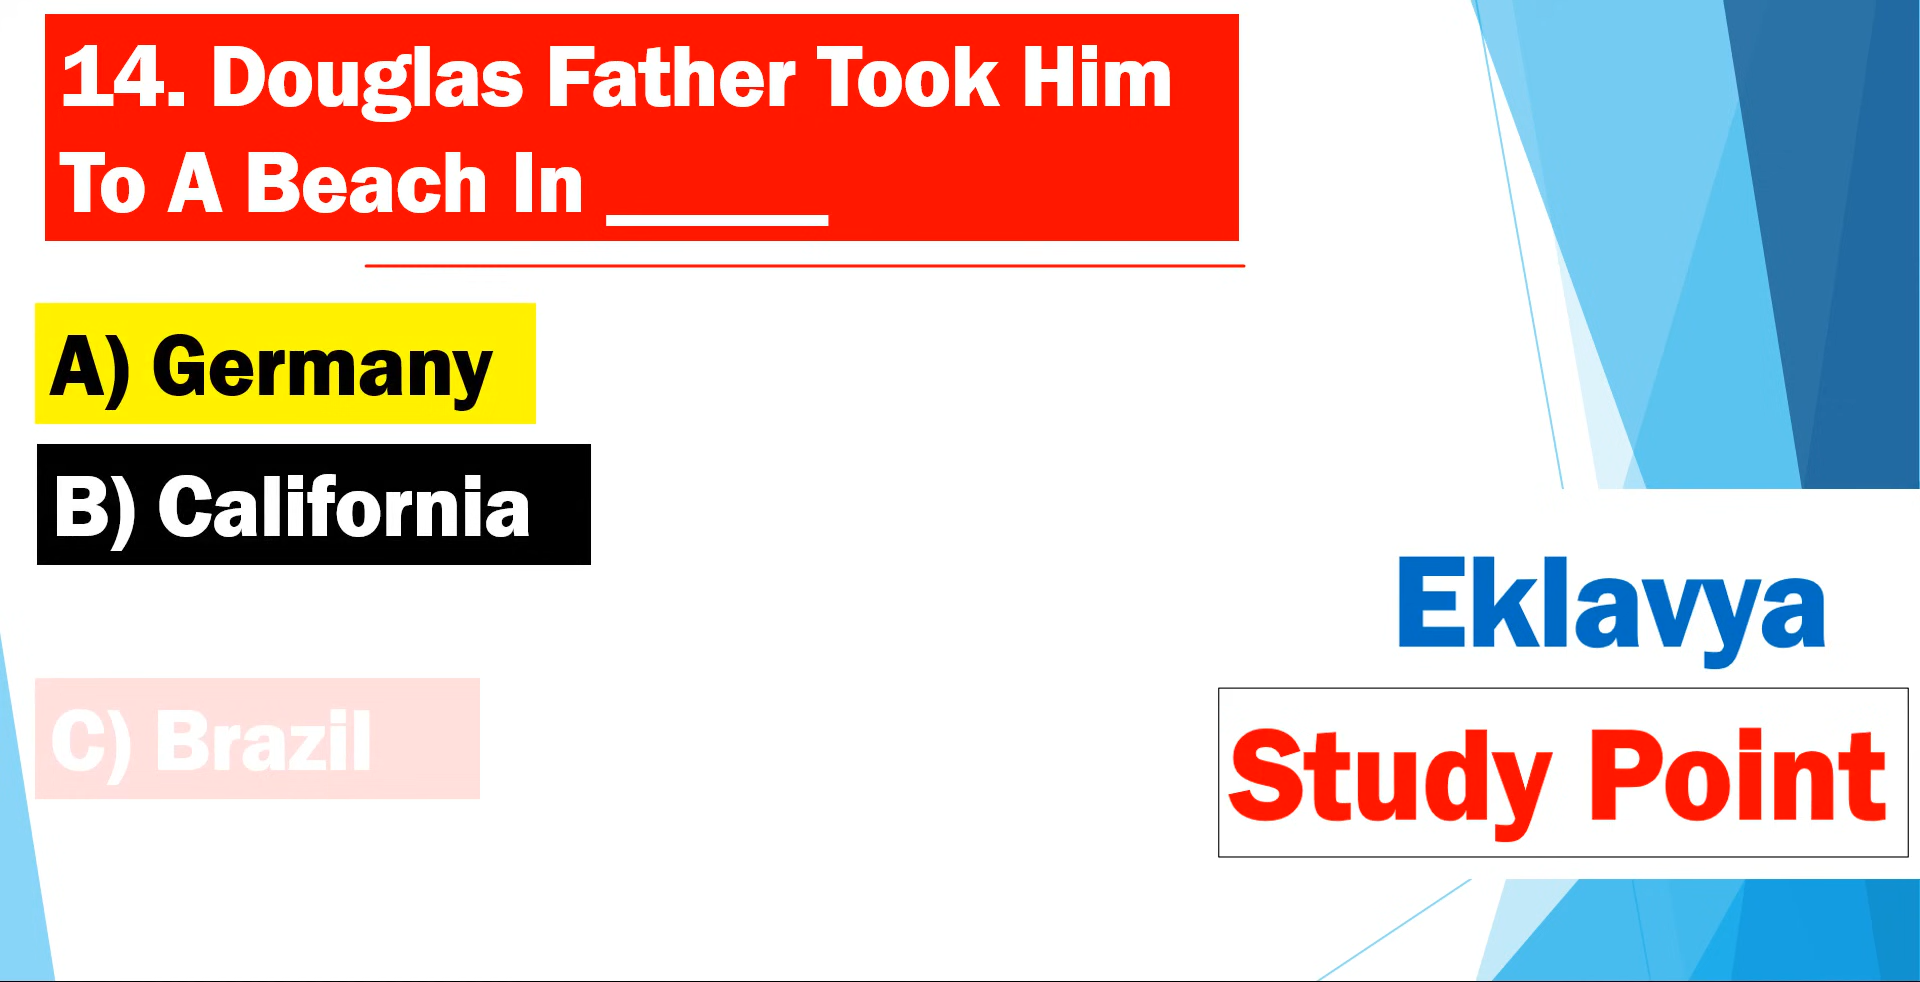 14. Douglas Father Took Him
To A Beach In _____
A) Germany
B) California
C) Brazil
Eklavya
Study Point